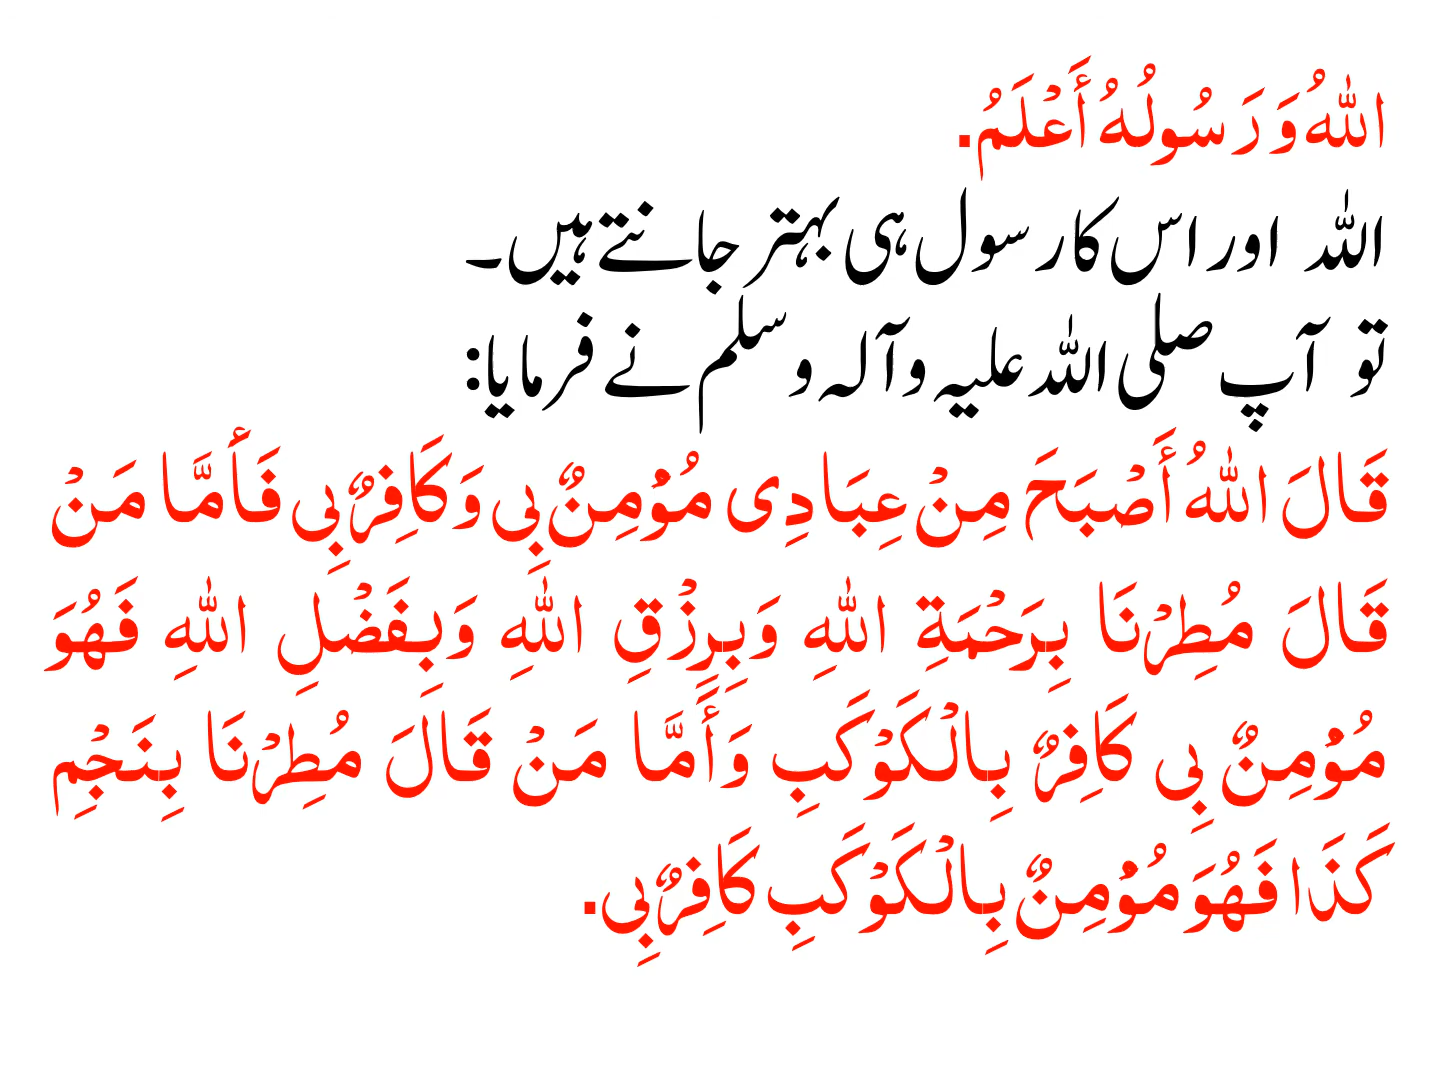 اللهُ وَرَسُولُهُ أَعْلَمُ.
اللہ اور اس کا رسول ہی بہتر جانتے ہیں۔
تو آپ صلی اللہ علیہ وآلہ وسلم نے فرمایا:
قَالَ اللهُ أَصْبَحَ مِنْ عِبَادِی مُؤْمِنٌ بِي وَكَافِرٌ بِي فَأَمَّا مَنْ
قَالَ مُطِرْنَا بِرَحْمَةِ اللهِ وَبِرِزْقِ اللهِ وَبِفَضْلِ اللهِ فَهُوَ
مُؤْمِنٌ بِي كَافِرٌ بِالْكَوْكَبِ وَأَمَّا مَنْ قَالَ مُطِرْنَا بِنَجْمِ
كَذَا فَهُوَ مُؤْمِنٌ بِالْكَوْكَبِ كَافِرٌ بِي.